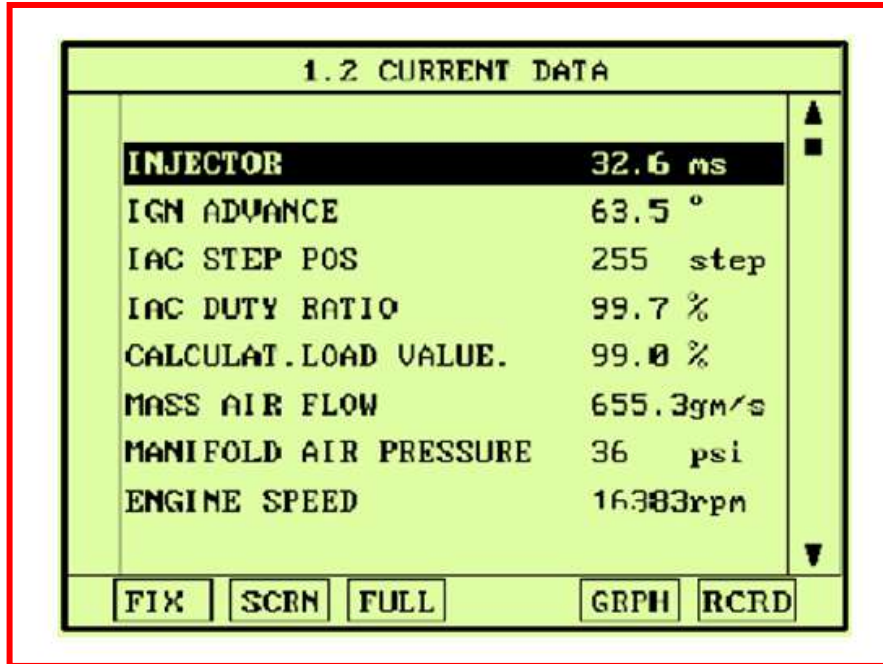 1.2 CURRENT DATA
INJECTOR 32.6 ms
IGN ADVANCE 63.5 °
IAC STEP POS 255 step
IAC DUTY RATIO 99.7 %
CALCULAT.LOAD VALUE. 99.0 %
MASS AIR FLOW 655.3gm/s
MANIFOLD AIR PRESSURE 36 psi
ENGINE SPEED 16383rpm
FIX SCRN FULL GRPH RCRD